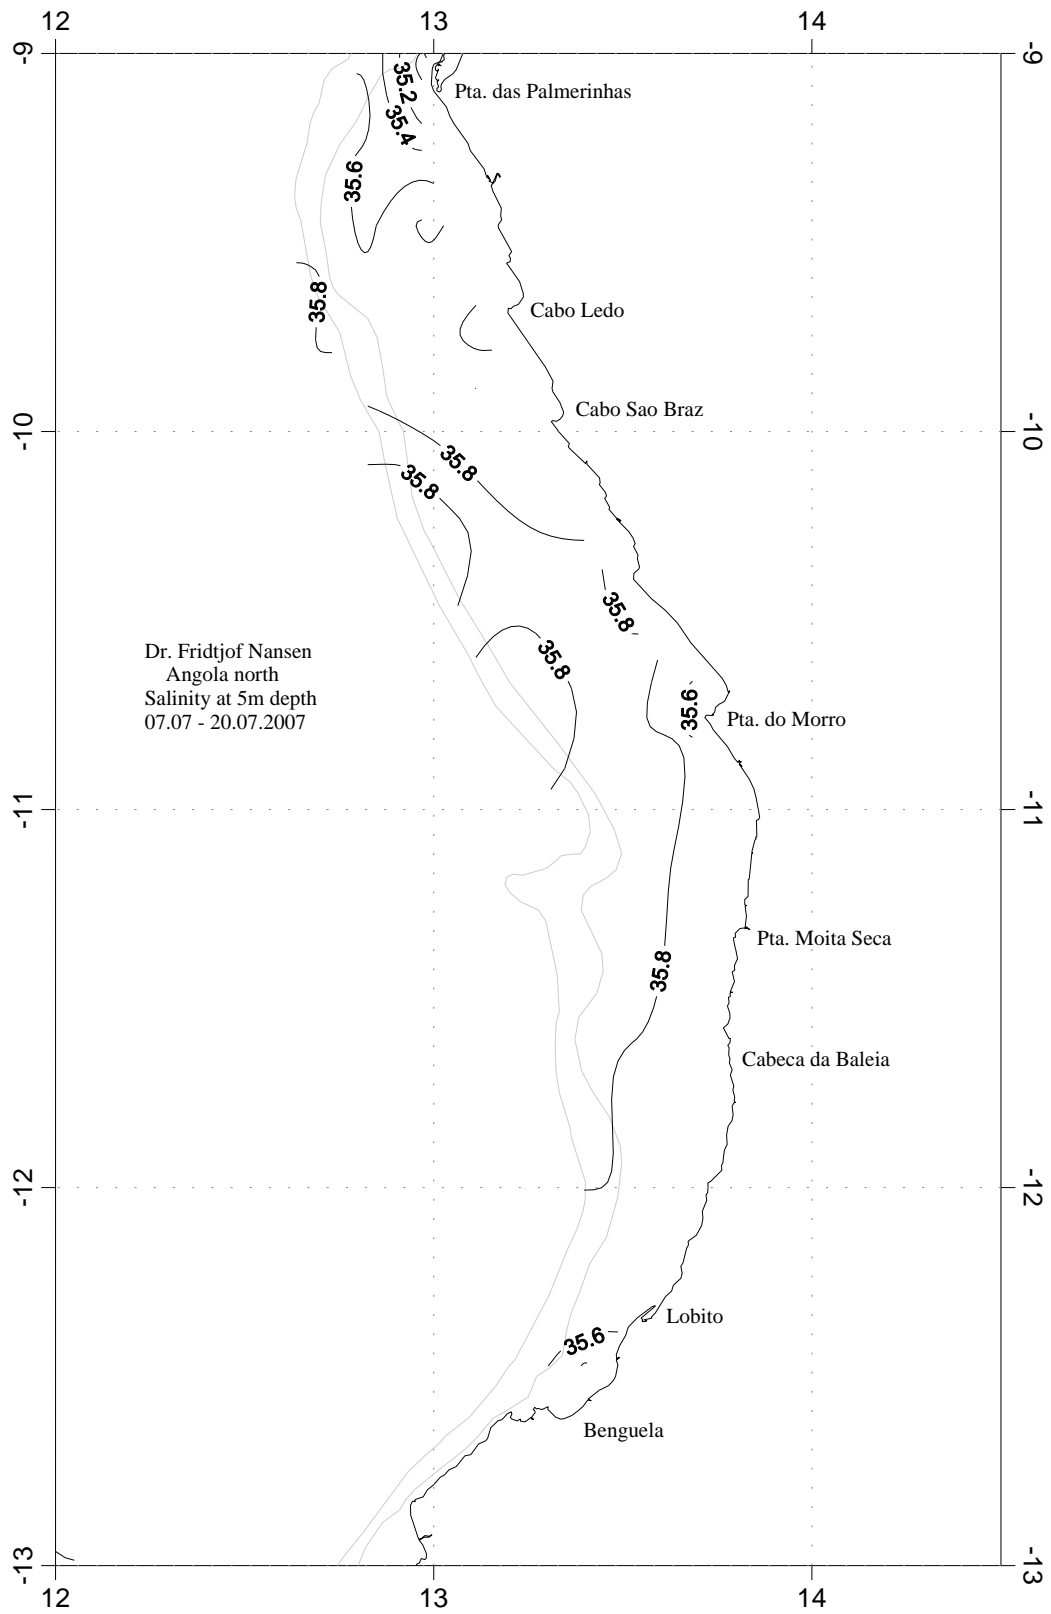 12 13 14
-9 -9
35.2
Pta. das Palmerinhas
35.4
35.6
35.8
Cabo Ledo
Cabo Sao Braz
-10 -10
35.8
35.8
35.8
Dr. Fridtjof Nansen
35.8
Angola north
Salinity at 5m depth
35.6
07.07 - 20.07.2007
Pta. do Morro
-11 -11
Pta. Moita Seca
35.8
Cabeca da Baleia
-12 -12
Lobito
35.6
Benguela
-13 -13
12 13 14